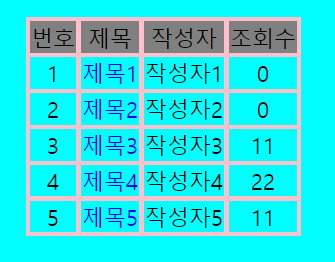 번호 제목 작성자 조회수
1 제목1 작성자1 0
2 제목2 작성자2 0
3 제목3 작성자3 11
4 제목4 작성자4 22
5 제목5 작성자5 11